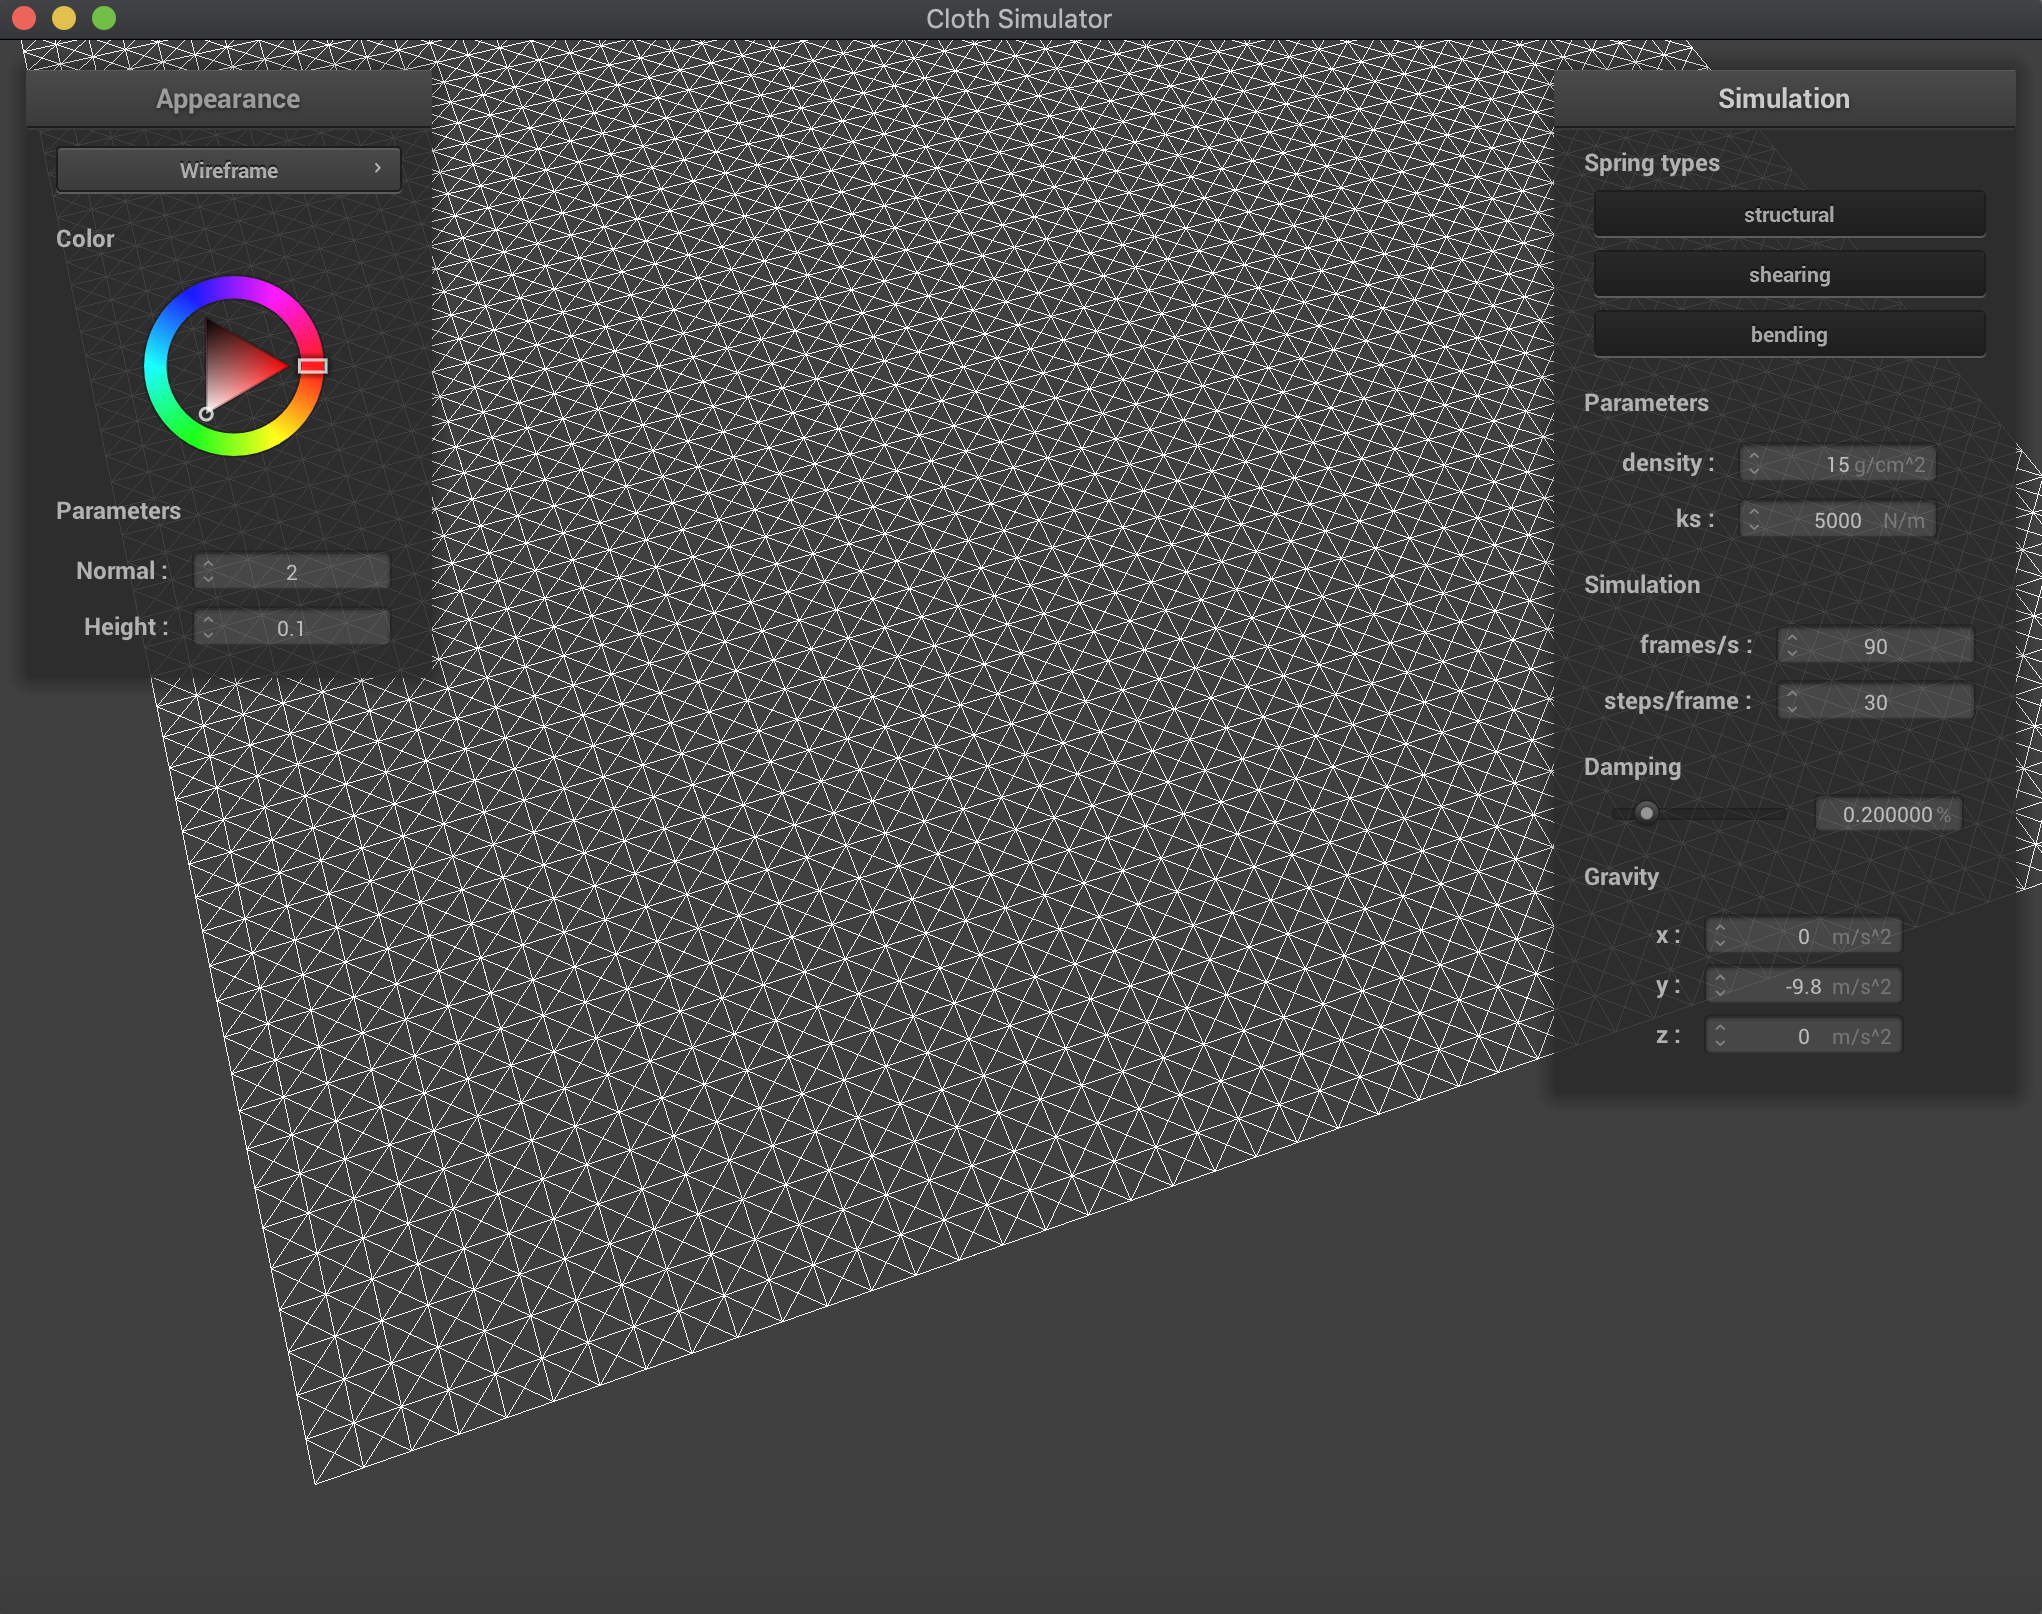 Cloth Simulator
Appearance
Wireframe
Color
Parameters
Normal : 2
Height : 0.1
Simulation
Spring types
structural
shearing
bending
Parameters
density : 15 g/cm^2
ks : 5000 N/m
Simulation
frames/s : 90
steps/frame : 30
Damping
0.200000 %
Gravity
x : 0 m/s^2
y : -9.8 m/s^2
z : 0 m/s^2